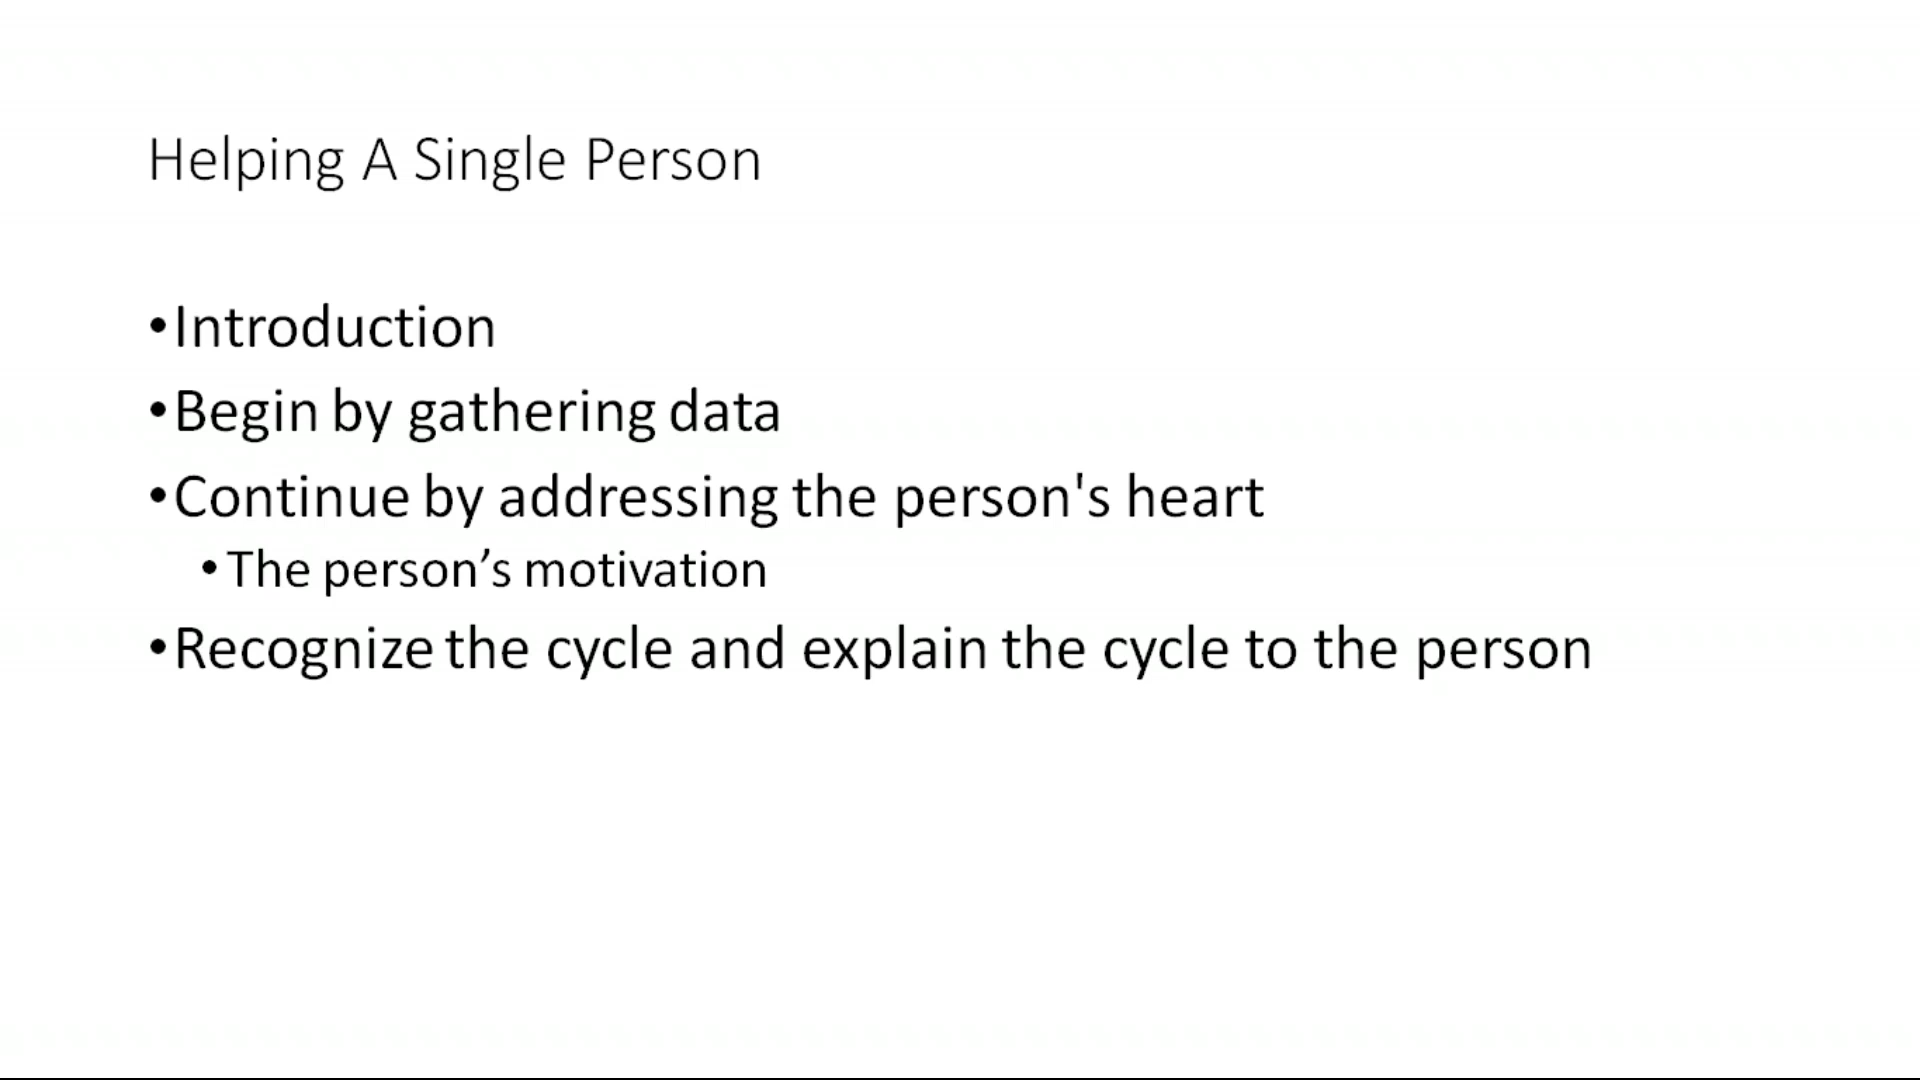 Helping A Single Person
•Introduction
•Begin by gathering data
•Continue by addressing the person's heart
•The person’s motivation
•Recognize the cycle and explain the cycle to the person